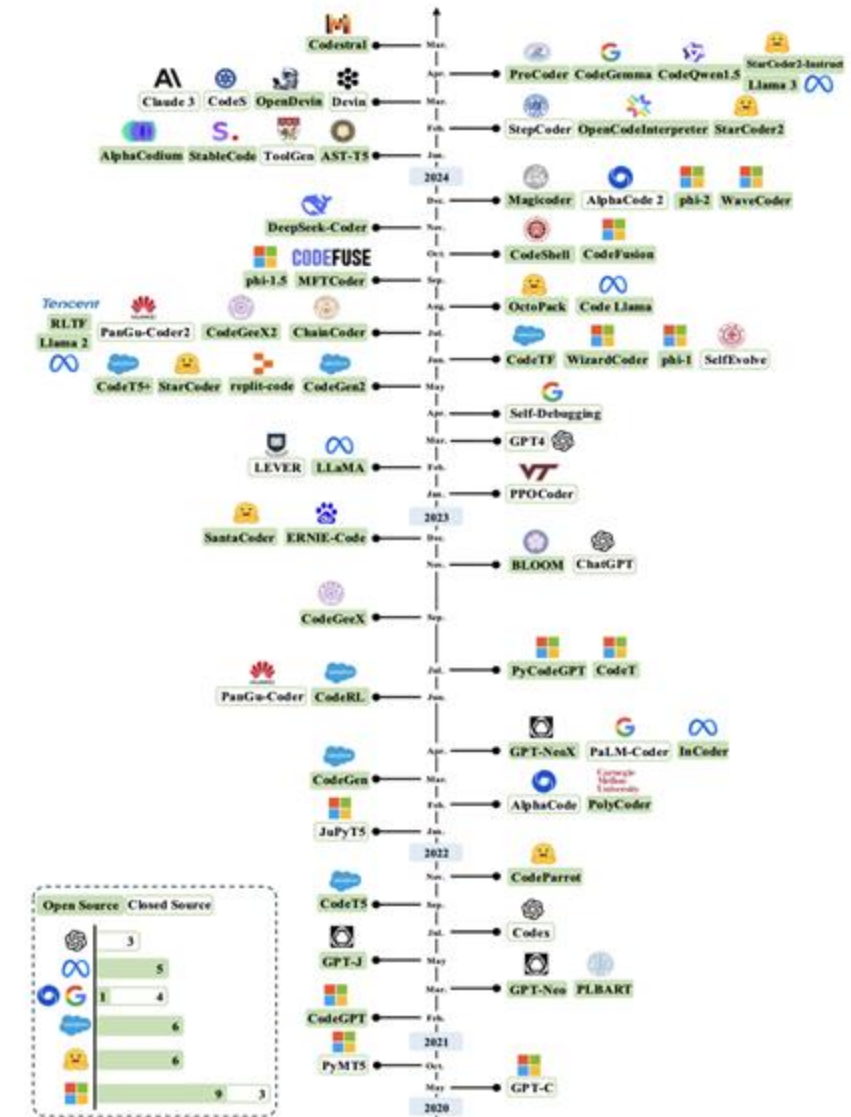 Codestral
Mar.
Apr.
ProCoder CodeGemma CodeQwen1.5 StarCoder2-Instruct
Llama 3
Claude 3 CodeS OpenDevin Devin
Mar.
Feb.
StepCoder OpenCodeInterpreter StarCoder2
AlphaCodium StableCode ToolGen AST-T5
Jan.
2024
Dec.
Magicoder AlphaCode 2 phi-2 WaveCoder
DeepSeek-Coder
Nov.
Oct.
CodeShell CodeFusion
CODEFUSE
phi-1.5 MFTCoder
Sep.
Aug.
OctoPack Code Llama
Tencent
HUAWEI
RLTF
PanGu-Coder2 CodeGeeX2 ChainCoder
Jul.
Llama 2
Jun.
CodeTF WizardCoder phi-1 SelfEvolve
CodeT5+ StarCoder replit-code CodeGen2
May
Apr.
Self-Debugging
Mar.
GPT4
LEVER LLaMA
Feb.
VT
Jan.
PPOCoder
2023
SantaCoder ERNIE-Code
Dec.
Nov.
BLOOM ChatGPT
CodeGeeX
Sep.
Jul.
PyCodeGPT CodeT
HUAWEI
PanGu-Coder CodeRL
Jun.
Apr.
GPT-NeoX PaLM-Coder InCoder
CodeGen
Mar.
Carnegie
Mellon
University
Feb.
AlphaCode PolyCoder
JuPyT5
Jan.
2022
Nov.
CodeParrot
CodeT5
Sep.
Jul.
Codex
GPT-J
May
Mar.
GPT-Neo PLBART
CodeGPT
Feb.
2021
PyMT5
Oct.
May
GPT-C
2020
Open Source Closed Source
3
5
1 4
6
6
9 3